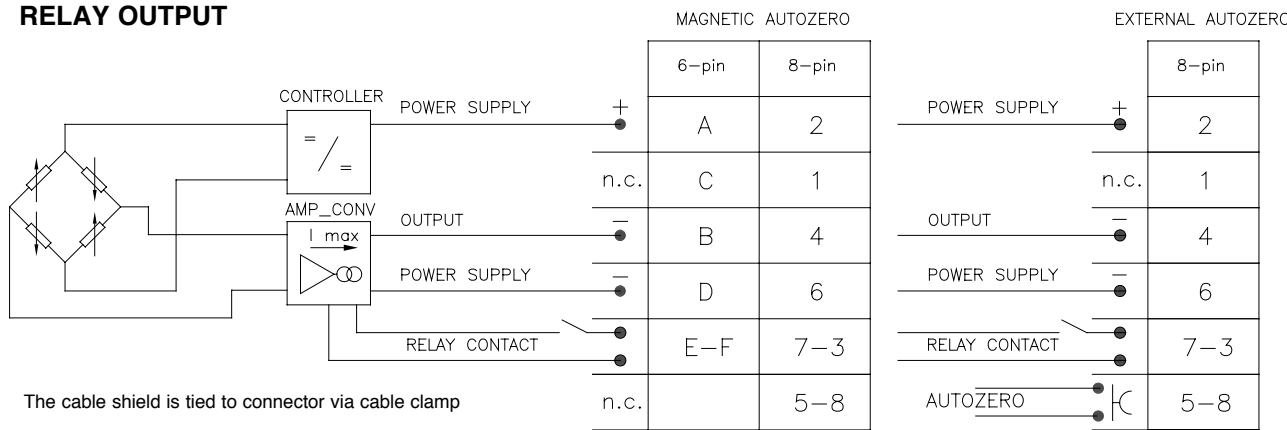 RELAY OUTPUT
MAGNETIC AUTOZERO
EXTERNAL AUTOZERO
6-pin 8-pin
8-pin
CONTROLLER
= / =
POWER SUPPLY + A 2
POWER SUPPLY + 2
n.c. C 1
n.c. 1
AMP_CONV
I max
OUTPUT - B 4
OUTPUT - 4
POWER SUPPLY - D 6
POWER SUPPLY - 6
RELAY CONTACT E-F 7-3
RELAY CONTACT 7-3
The cable shield is tied to connector via cable clamp
n.c. 5-8
AUTOZERO 5-8